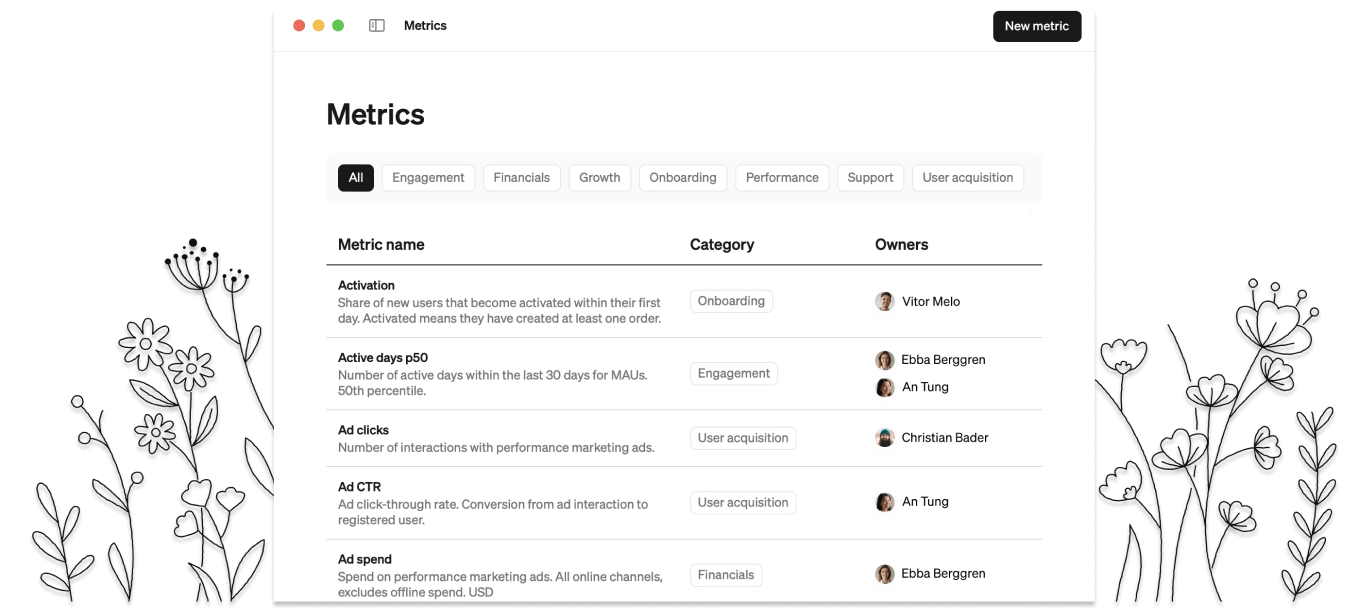 Metrics
New metric
Metrics
All
Engagement
Financials
Growth
Onboarding
Performance
Support
User acquisition
Metric name
Category
Owners
Activation
Share of new users that become activated within their first
day. Activated means they have created at least one order.
Onboarding
Vitor Melo
Active days p50
Number of active days within the last 30 days for MAUs.
50th percentile.
Engagement
Ebba Berggren
An Tung
Ad clicks
Number of interactions with performance marketing ads.
User acquisition
Christian Bader
Ad CTR
Ad click-through rate. Conversion from ad interaction to
registered user.
User acquisition
An Tung
Ad spend
Spend on performance marketing ads. All online channels,
excludes offline spend. USD
Financials
Ebba Berggren